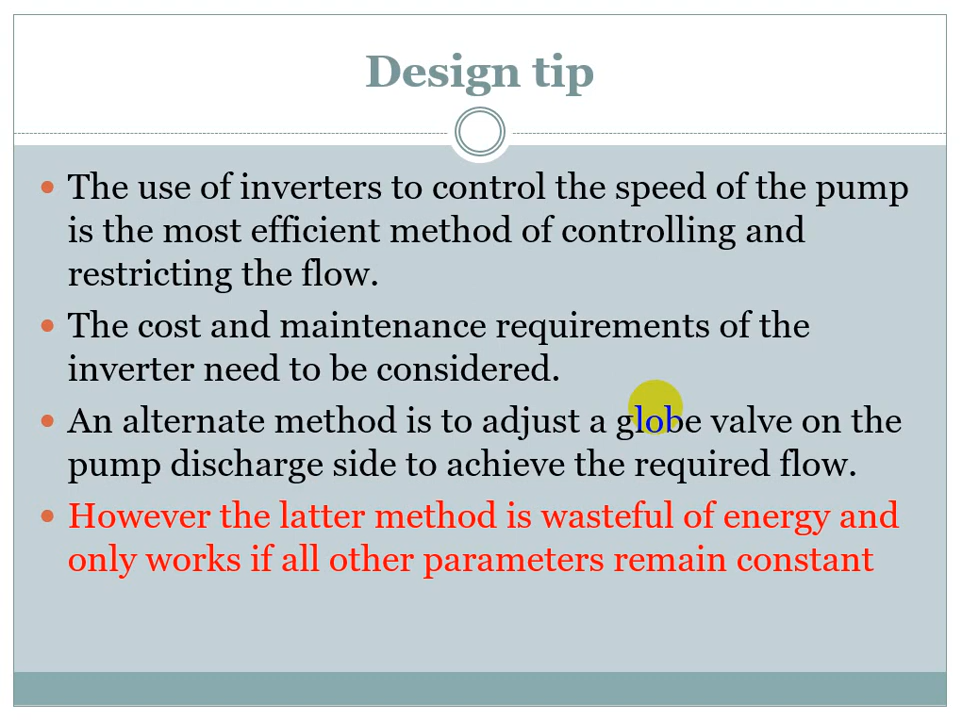 Design tip
The use of inverters to control the speed of the pump
is the most efficient method of controlling and
restricting the flow.
The cost and maintenance requirements of the
inverter need to be considered.
An alternate method is to adjust a globe valve on the
pump discharge side to achieve the required flow.
However the latter method is wasteful of energy and
only works if all other parameters remain constant